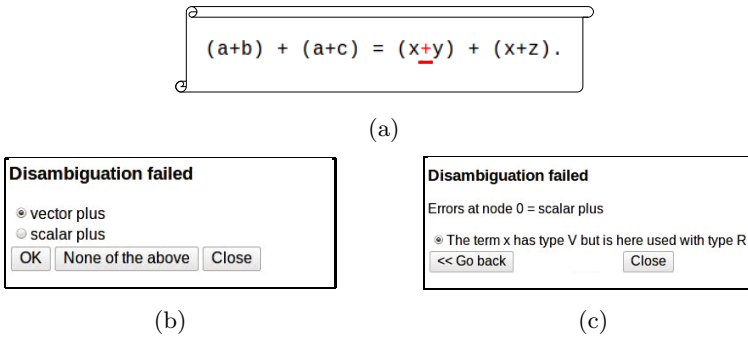 (a+b) + (a+c) = (x+y) + (x+z).
(a)
Disambiguation failed
vector plus
scalar plus
OK None of the above Close
(b)
Disambiguation failed
Errors at node 0 = scalar plus
The term x has type V but is here used with type R
<< Go back Close
(c)